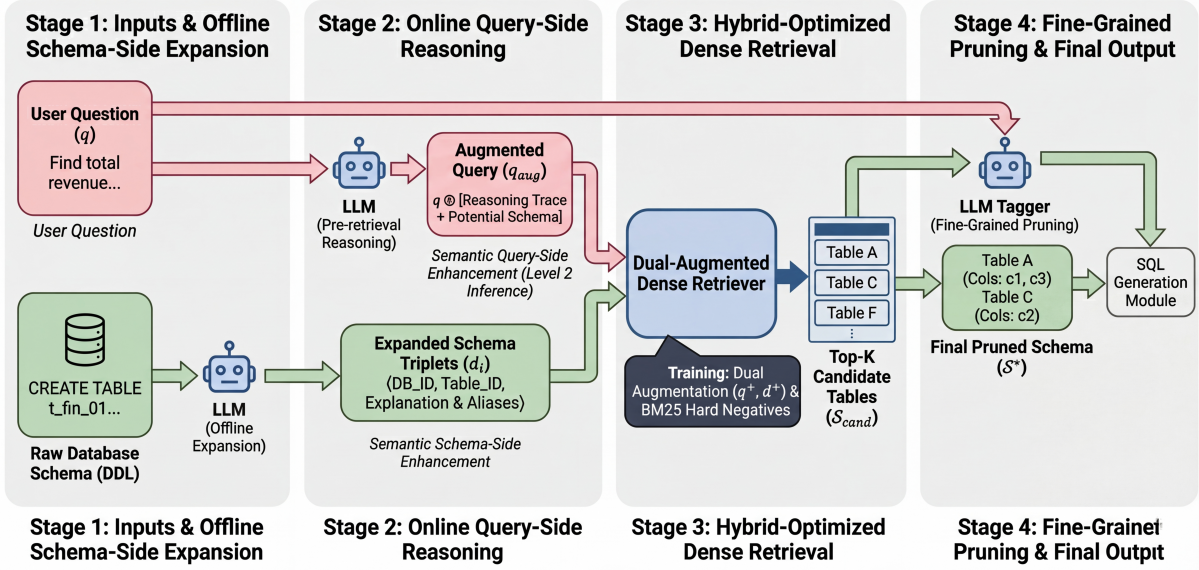 Stage 1: Inputs & Offline
Schema-Side Expansion
Stage 2: Online Query-Side
Reasoning
Stage 3: Hybrid-Optimized
Dense Retrieval
Stage 4: Fine-Grained
Pruning & Final Output
User Question
(q)
Find total
revenue...
User Question
LLM
(Pre-retrieval
Reasoning)
Augmented
Query (q_aug)
q ⊕ [Reasoning Trace
+ Potential Schema]
Semantic Query-Side
Enhancement (Level 2
Inference)
CREATE TABLE
t_fin_01...
Raw Database
Schema (DDL)
LLM
(Offline
Expansion)
Expanded Schema
Triplets (d_i)
⟨DB_ID, Table_ID,
Explanation & Aliases⟩
Semantic Schema-Side
Enhancement
Dual-Augmented
Dense Retriever
Training: Dual
Augmentation (q⁺, d⁺) &
BM25 Hard Negatives
Table A
Table C
Table F
⋮
Top-K
Candidate
Tables
(𝒮_cand)
LLM Tagger
(Fine-Grained Pruning)
Table A
(Cols: c1, c3)
Table C
(Cols: c2)
Final Pruned Schema
(𝒮*)
SQL
Generation
Module
Stage 1: Inputs & Offline
Schema-Side Expansion
Stage 2: Online Query-Side
Reasoning
Stage 3: Hybrid-Optimized
Dense Retrieval
Stage 4: Fine-Grainet
Pruning & Final Output